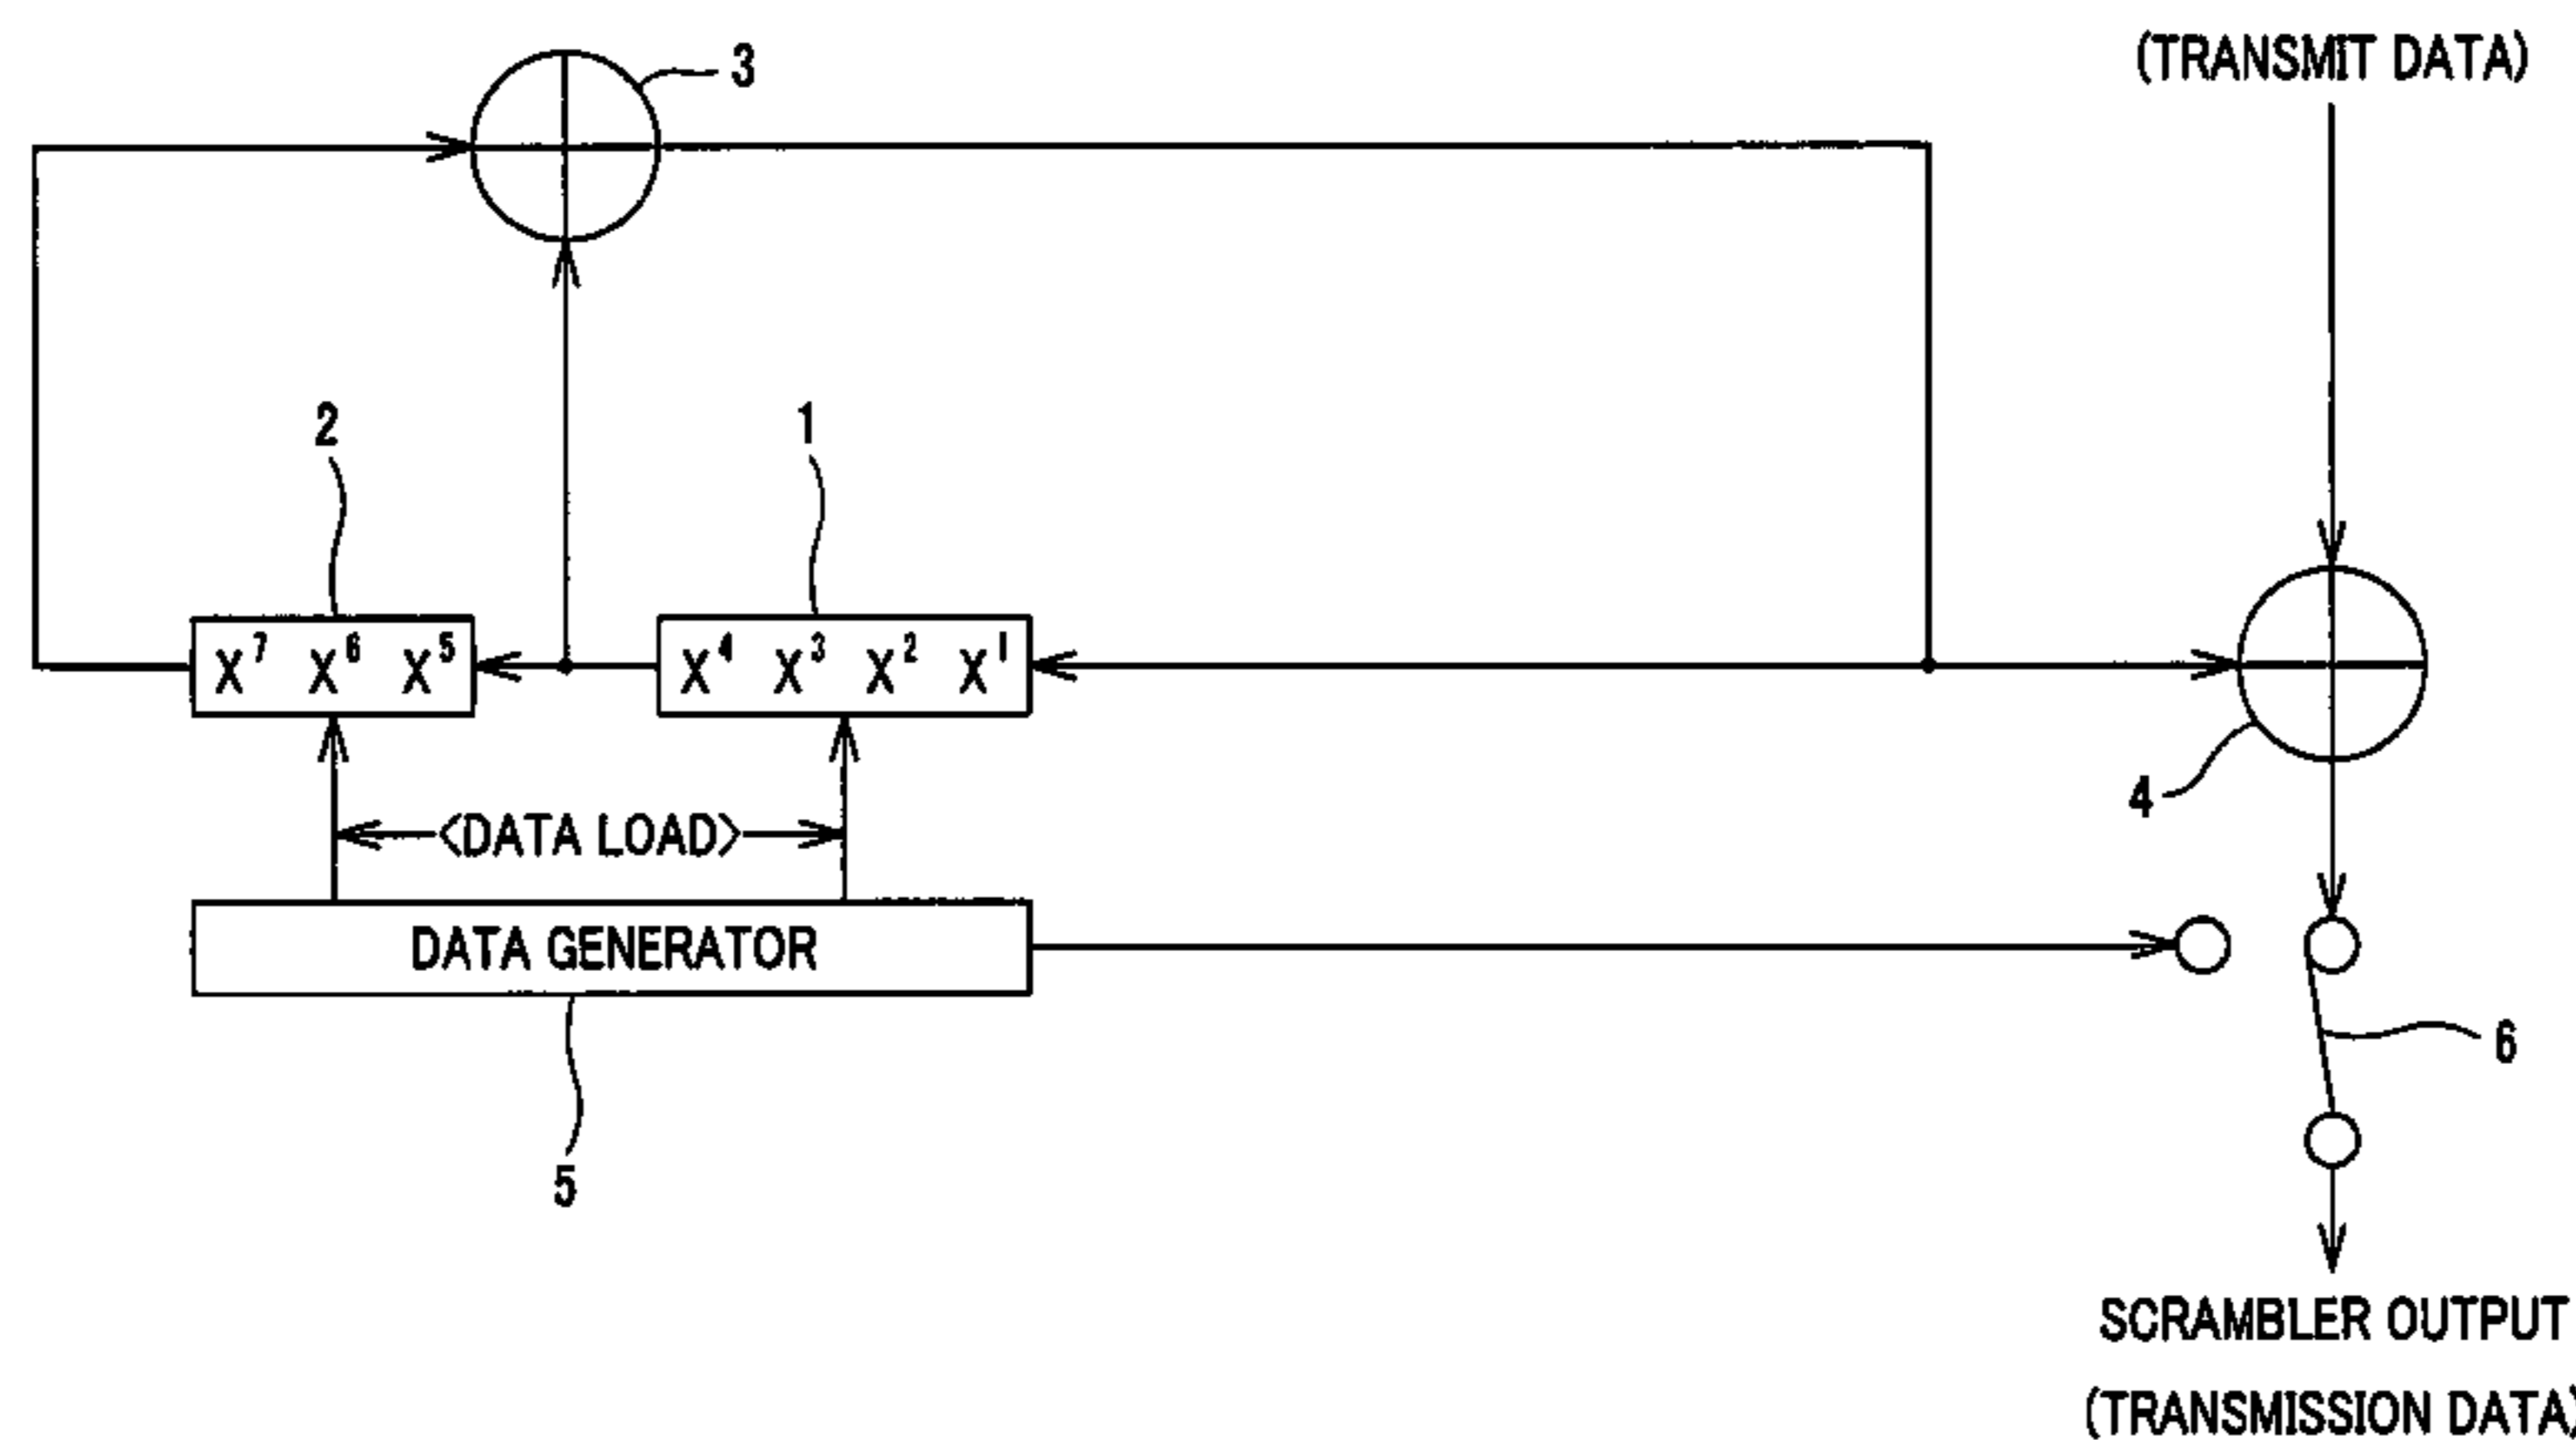 3
(TRANSMIT DATA)
2
1
X⁷ X⁶ X⁵
X⁴ X³ X² X¹
4
<DATA LOAD>
DATA GENERATOR
6
5
SCRAMBLER OUTPUT
(TRANSMISSION DATA)